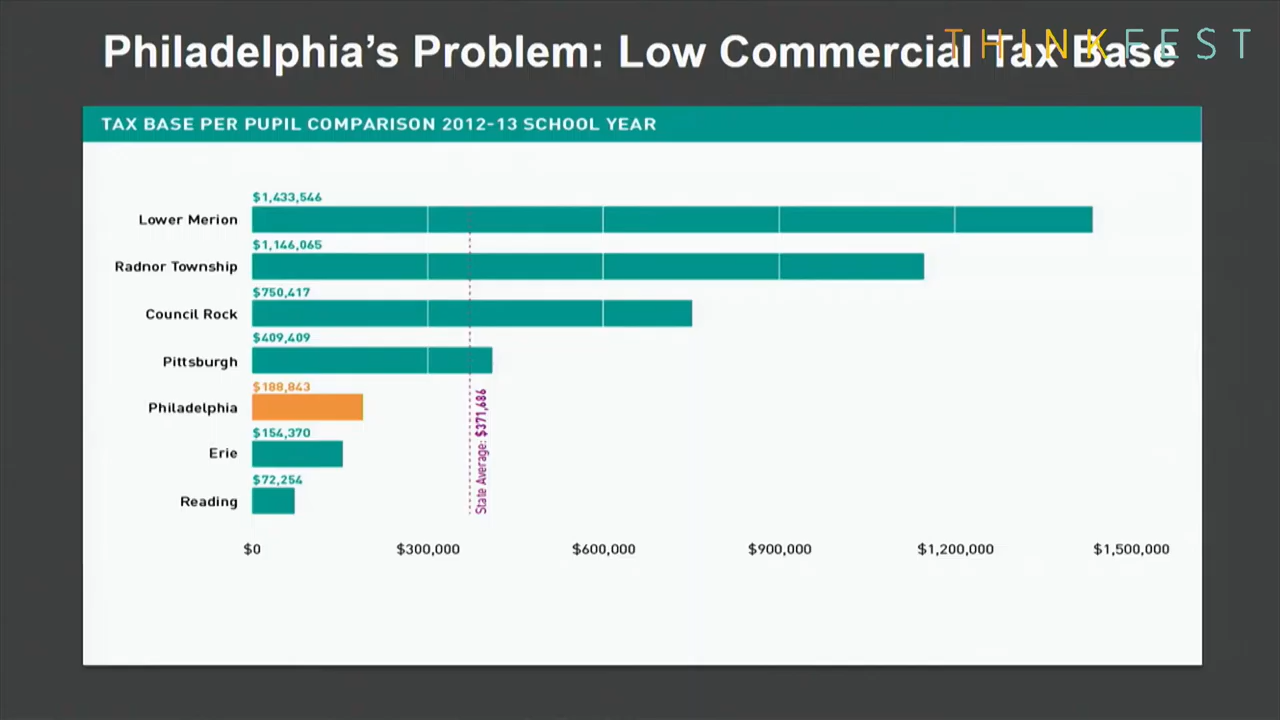 Philadelphia's Problem: Low Commercial Tax Base
THINKFEST
TAX BASE PER PUPIL COMPARISON 2012-13 SCHOOL YEAR
$1,433,546
Lower Merion
$1,146,065
Radnor Township
$750,417
Council Rock
$409,409
Pittsburgh
$188,843
Philadelphia
$154,370
Erie
$72,254
Reading
State Average: $371,686
$0 $300,000 $600,000 $900,000 $1,200,000 $1,500,000